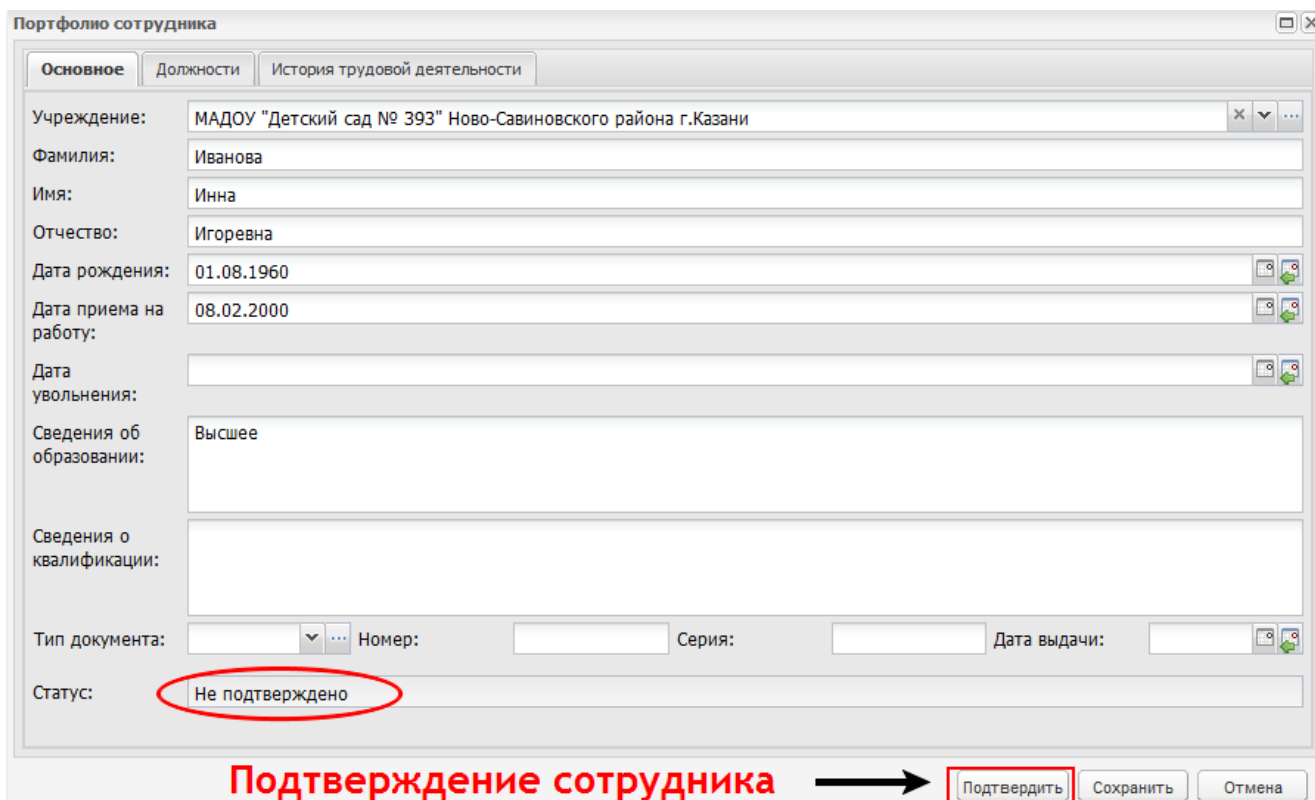 Портфолио сотрудника
Основное Должности История трудовой деятельности
Учреждение: МАДОУ "Детский сад № 393" Ново-Савиновского района г.Казани
Фамилия: Иванова
Имя: Инна
Отчество: Игоревна
Дата рождения: 01.08.1960
Дата приема на
работу: 08.02.2000
Дата
увольнения:
Сведения об
образовании: Высшее
Сведения о
квалификации:
Тип документа: Номер: Серия: Дата выдачи:
Статус: Не подтверждено
Подтверждение сотрудника Подтвердить Сохранить Отмена